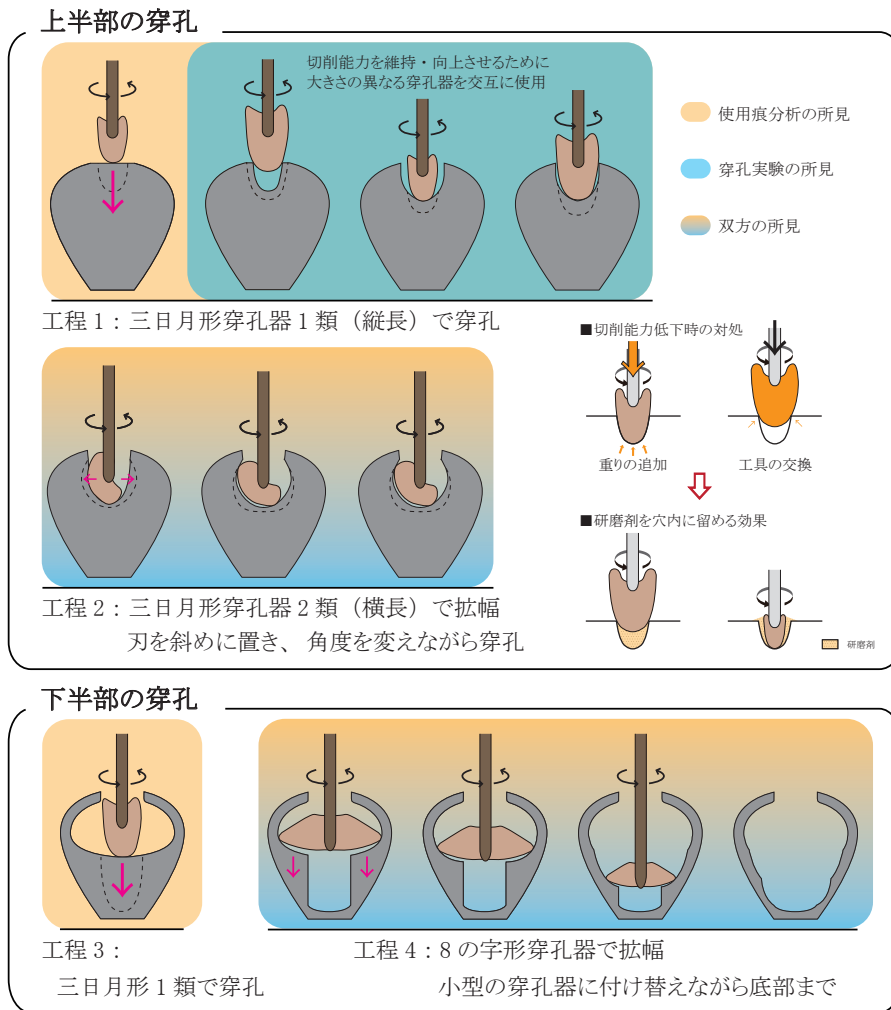 上半部の穿孔
切削能力を維持・向上させるために
大きさの異なる穿孔器を交互に使用
使用痕分析の所見
穿孔実験の所見
双方の所見
工程 1：三日月形穿孔器 1 類（縦長）で穿孔
■切削能力低下時の対処
重りの追加
工具の交換
■研磨剤を穴内に留める効果
研磨剤
工程 2：三日月形穿孔器 2 類（横長）で拡幅
刃を斜めに置き、角度を変えながら穿孔
下半部の穿孔
工程 3：
三日月形 1 類で穿孔
工程 4：8 の字形穿孔器で拡幅
小型の穿孔器に付け替えながら底部まで